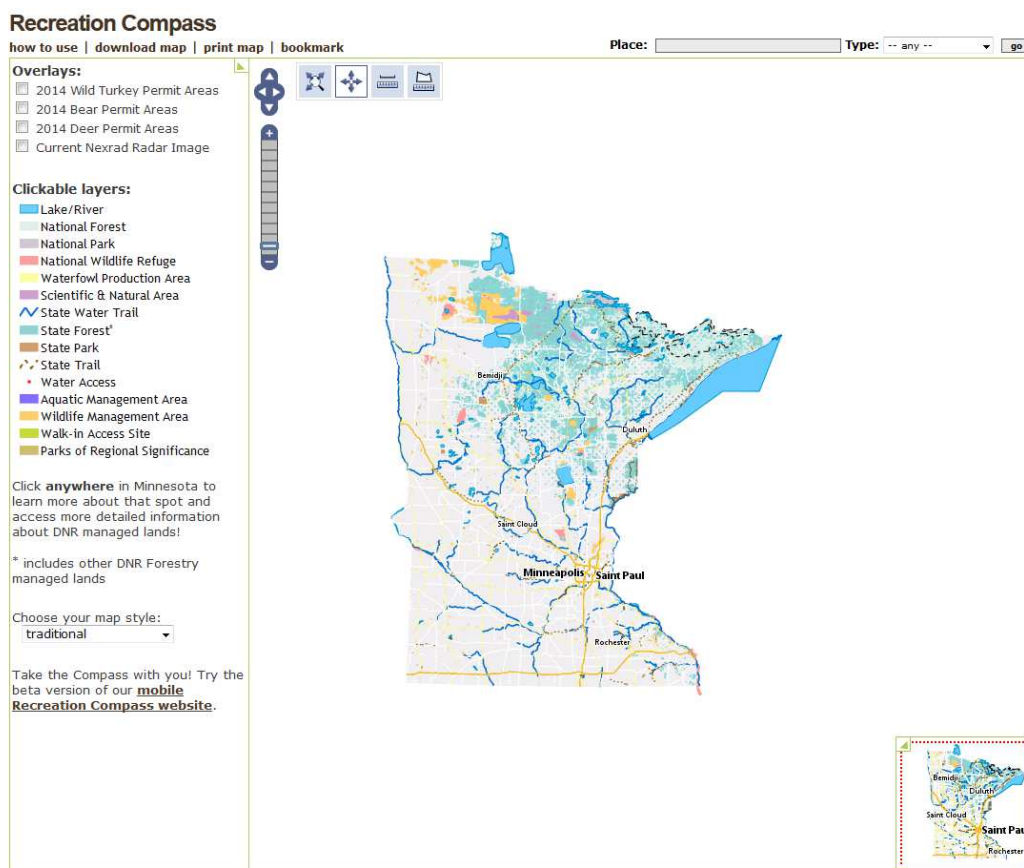 Recreation Compass
how to use | download map | print map | bookmark
Place: Type: -- any -- go
Overlays:
2014 Wild Turkey Permit Areas
2014 Bear Permit Areas
2014 Deer Permit Areas
Current Nexrad Radar Image
Clickable layers:
Lake/River
National Forest
National Park
National Wildlife Refuge
Waterfowl Production Area
Scientific & Natural Area
State Water Trail
State Forest*
State Park
State Trail
Water Access
Aquatic Management Area
Wildlife Management Area
Walk-in Access Site
Parks of Regional Significance
Click anywhere in Minnesota to
learn more about that spot and
access more detailed information
about DNR managed lands!
* includes other DNR Forestry
managed lands
Choose your map style:
traditional
Take the Compass with you! Try the
beta version of our mobile
Recreation Compass website.
Bemidji
Duluth
Saint Cloud
Minneapolis
Saint Paul
Rochester
Bemidji
Duluth
Saint Cloud
Saint Pau
Rochester